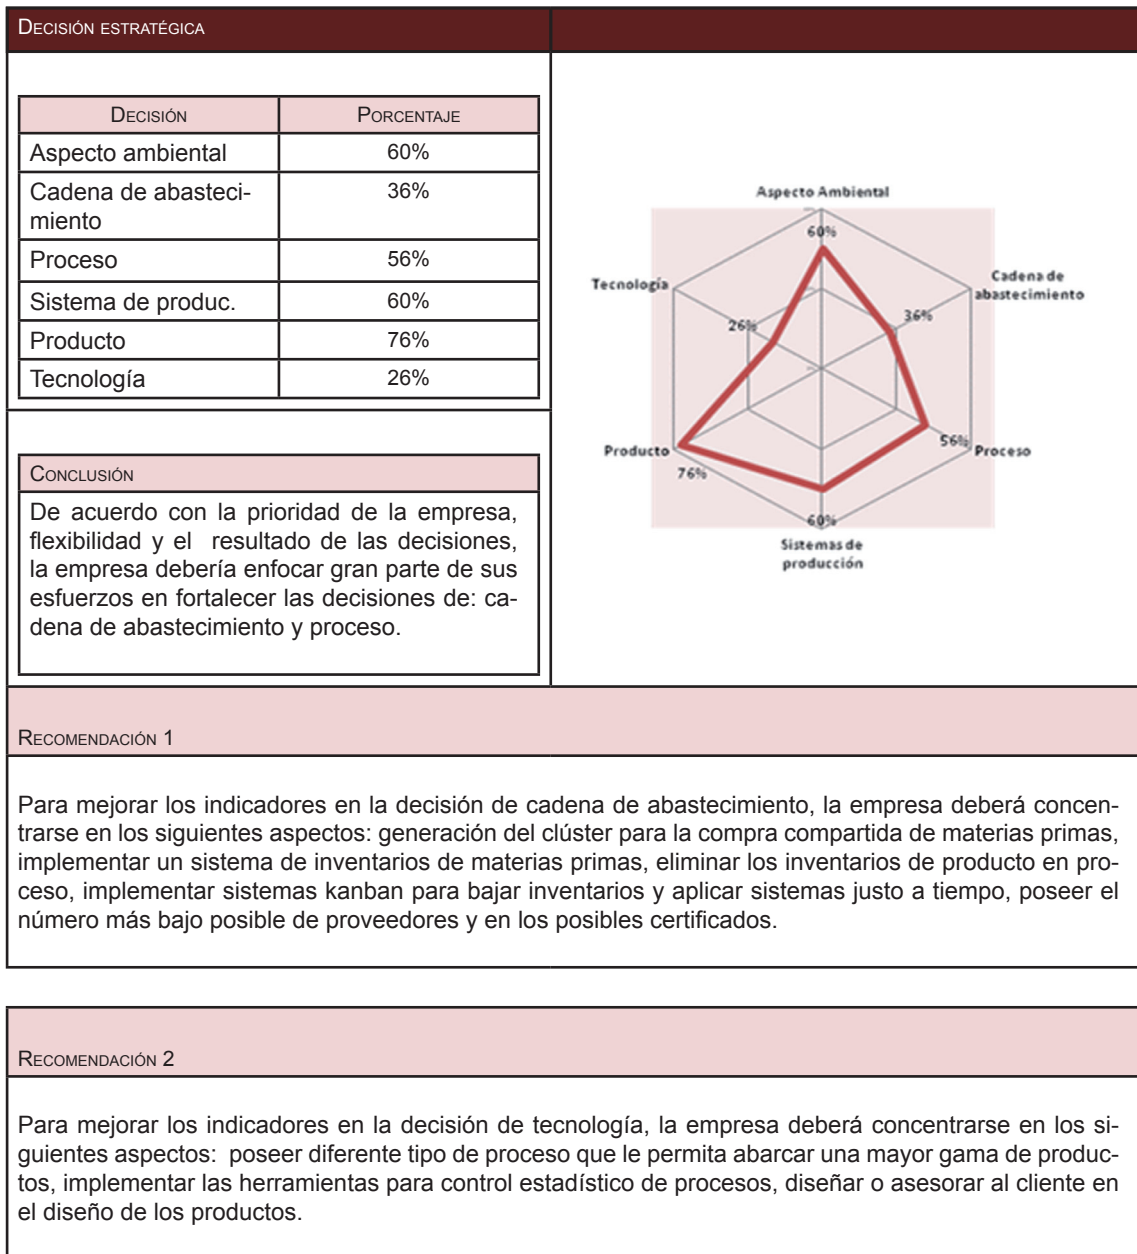 Decisión estratégica
Decisión Porcentaje
Aspecto ambiental 60%
Cadena de abasteci- 36%
miento
Proceso 56%
Sistema de produc. 60%
Producto 76%
Tecnología 26%
Conclusión
De acuerdo con la prioridad de la empresa,
flexibilidad y el resultado de las decisiones,
la empresa debería enfocar gran parte de sus
esfuerzos en fortalecer las decisiones de: ca-
dena de abastecimiento y proceso.
Aspecto Ambiental
60%
Cadena de
abastecimiento
36%
Tecnología
26%
56%
Proceso
Producto
76%
60%
Sistemas de
producción
Recomendación 1
Para mejorar los indicadores en la decisión de cadena de abastecimiento, la empresa deberá concen-
trarse en los siguientes aspectos: generación del clúster para la compra compartida de materias primas,
implementar un sistema de inventarios de materias primas, eliminar los inventarios de producto en pro-
ceso, implementar sistemas kanban para bajar inventarios y aplicar sistemas justo a tiempo, poseer el
número más bajo posible de proveedores y en los posibles certificados.
Recomendación 2
Para mejorar los indicadores en la decisión de tecnología, la empresa deberá concentrarse en los si-
guientes aspectos: poseer diferente tipo de proceso que le permita abarcar una mayor gama de produc-
tos, implementar las herramientas para control estadístico de procesos, diseñar o asesorar al cliente en
el diseño de los productos.